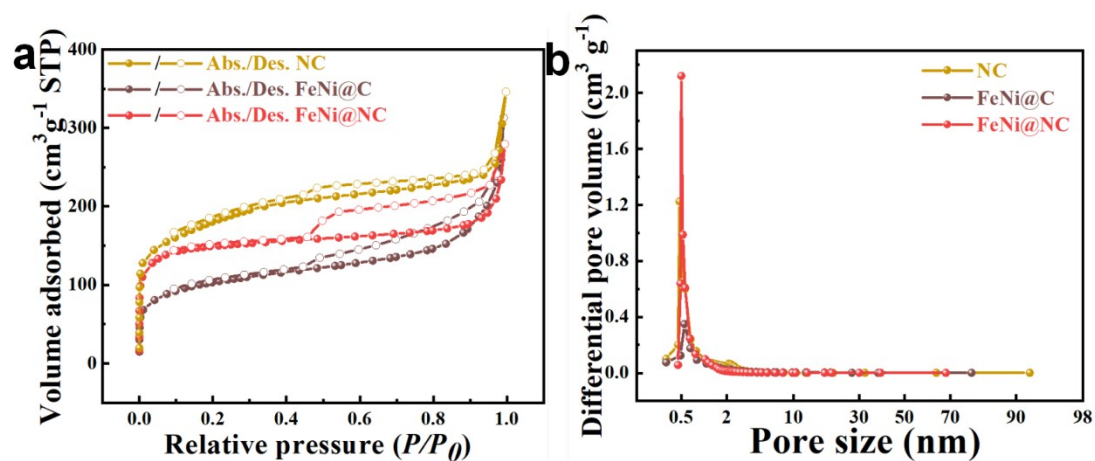 a
Volume adsorbed (cm³ g⁻¹ STP)
400
300
200
100
0
/ Abs./Des. NC
/ Abs./Des. FeNi@C
/ Abs./Des. FeNi@NC
0.0 0.2 0.4 0.6 0.8 1.0
Relative pressure (P/P₀)
b
Differential pore volume (cm³ g⁻¹)
2.0
1.6
1.2
0.8
0.4
0.0
NC
FeNi@C
FeNi@NC
0.5 2 10 30 50 70 90 98
Pore size (nm)